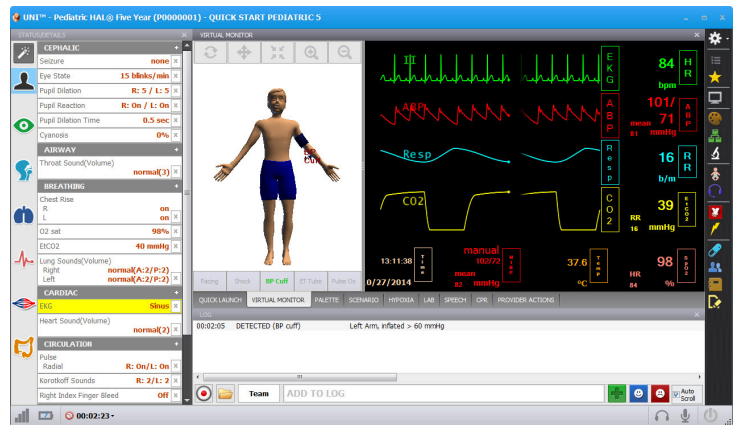 UNI™ - Pediatric HAL® Five Year (P0000001) - QUICK START PEDIATRIC 5
STATUS/DETAILS
CEPHALIC
Seizure none
Eye State 15 blinks/min
Pupil Dilation R: 5 / L: 5
Pupil Reaction R: On / L: On
Pupil Dilation Time 0.5 sec
Cyanosis 0%
AIRWAY
Throat Sound(Volume)
normal(3)
BREATHING
Chest Rise
R on
L on
O2 sat 98%
EtCO2 40 mmHg
Lung Sounds(Volume)
Right normal(A:2/P:2)
Left normal(A:2/P:2)
CARDIAC
EKG Sinus
Heart Sound(Volume)
normal(2)
CIRCULATION
Pulse
Radial R: On/L: On
Korotkoff Sounds R: 2/L: 2
Right Index Finger Bleed Off
00:02:23
VIRTUAL MONITOR
BP Cuff
Pacing Shock BP Cuff ET Tube Pulse On
II
EKG
84
bpm
HR
ABP
ABP
101/
71
mean
81 mmHg
ABP
Resp
Resp
16
b/m
RR
CO2
CO2
39
RR
16 mmHg
EtCO2
13:11:38
Time
0/27/2014
manual
102/72
mean
82 mmHg
37.6
Temp
ºC
98
SPO2
HR
84 %
QUICK LAUNCH VIRTUAL MONITOR PALETTE SCENARIO HYPOXIA LAB SPEECH CPR PROVIDER ACTIONS
LOG
00:02:05 DETECTED (BP cuff) Left Arm, inflated > 60 mmHg
Team ADD TO LOG
Auto
Scroll